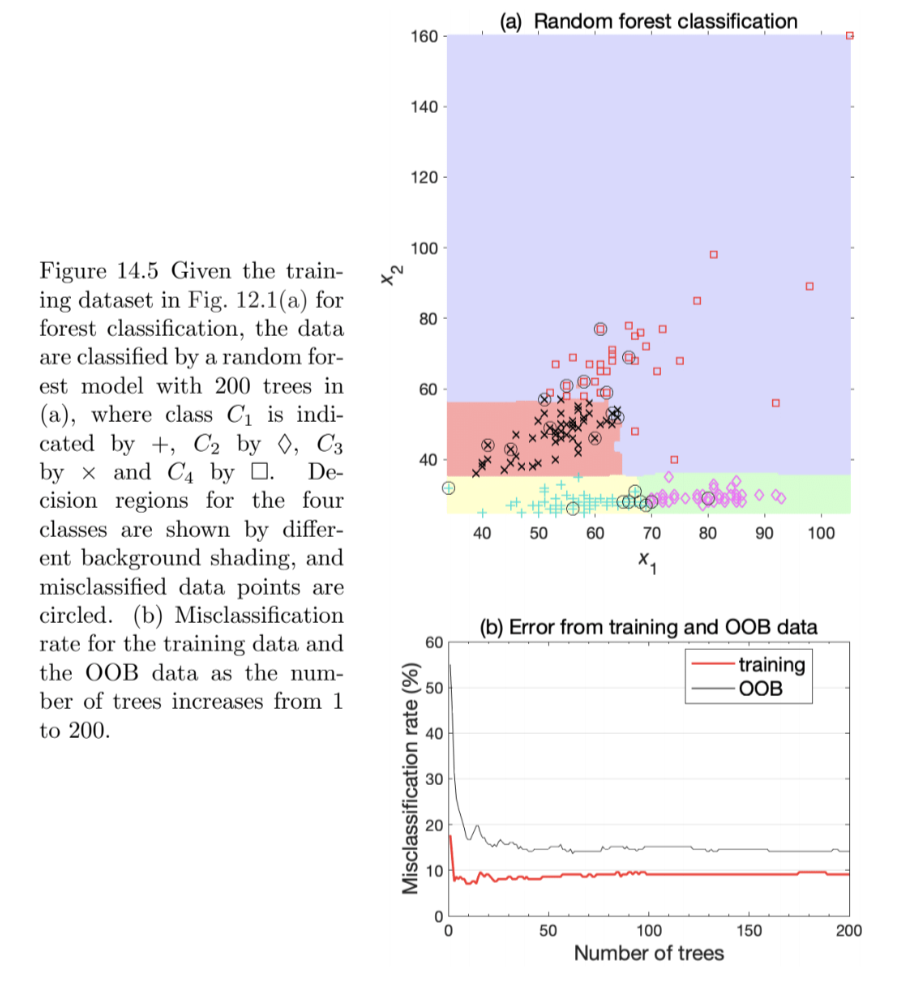 Figure 14.5 Given the train-
ing dataset in Fig. 12.1(a) for
forest classification, the data
are classified by a random for-
est model with 200 trees in
(a), where class C₁ is indi-
cated by +, C₂ by ◊, C₃
by × and C₄ by □. De-
cision regions for the four
classes are shown by differ-
ent background shading, and
misclassified data points are
circled. (b) Misclassification
rate for the training data and
the OOB data as the num-
ber of trees increases from 1
to 200.
(a) Random forest classification
160
140
120
100
80
60
40
x₂
40 50 60 70 80 90 100
x₁
(b) Error from training and OOB data
60
50
40
30
20
10
0
Misclassification rate (%)
training
OOB
0 50 100 150 200
Number of trees